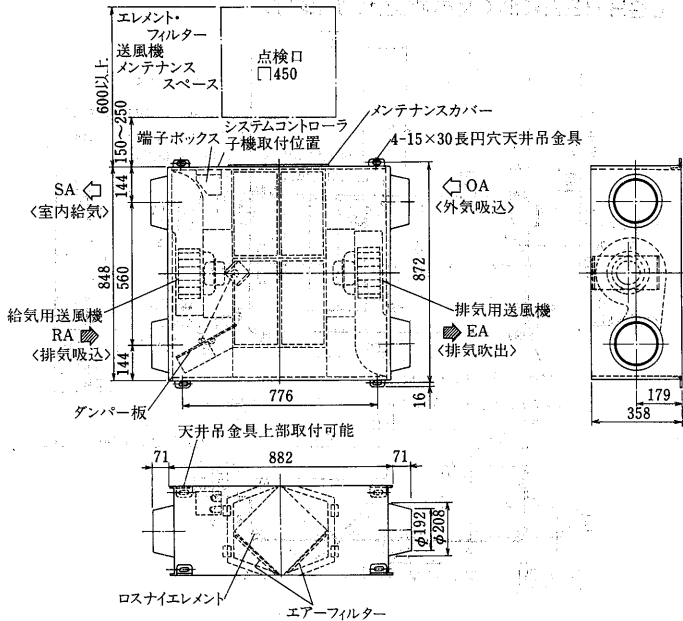 エレメント・
フィルター
送風機
メンテナンス
スペース
点検口
□450
600以上
150～250
端子ボックス
システムコントローラ
子機取付位置
メンテナンスカバー
4-15×30長円穴天井吊金具
SA
〈室内給気〉
OA
〈外気吸込〉
144
848
560
872
給気用送風機
RA
〈排気吸込〉
排気用送風機
EA
〈排気吹出〉
144
776
16
ダンパー板
179
358
天井吊金具上部取付可能
71
882
71
φ192
φ208
ロスナイエレメント
エアーフィルター